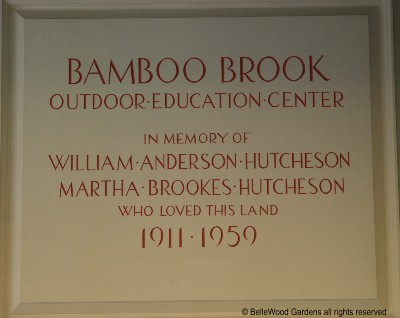 BAMBOO BROOK
OUTDOOR·EDUCATION·CENTER
IN MEMORY OF
WILLIAM·ANDERSON·HUTCHESON
MARTHA·BROOKES·HUTCHESON
WHO LOVED THIS LAND
1911·1959
© BelleWood Gardens all rights reserved